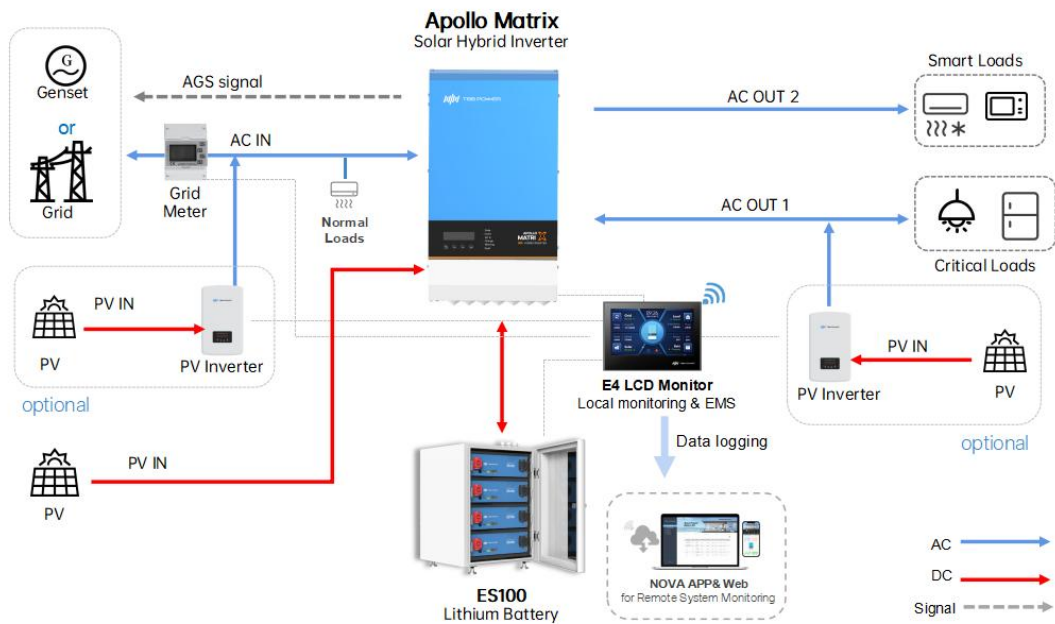 Apollo Matrix
Solar Hybrid Inverter
G
Genset
or
Grid
AGS signal
AC IN
Grid
Meter
Normal
Loads
AC OUT 2
Smart Loads
AC OUT 1
Critical Loads
APOLLO
MATRI X
PV IN
PV
PV Inverter
optional
PV IN
PV
E4 LCD Monitor
Local monitoring & EMS
Data logging
PV Inverter
PV IN
PV
optional
ES100
Lithium Battery
NOVA APP& Web
for Remote System Monitoring
AC
DC
Signal